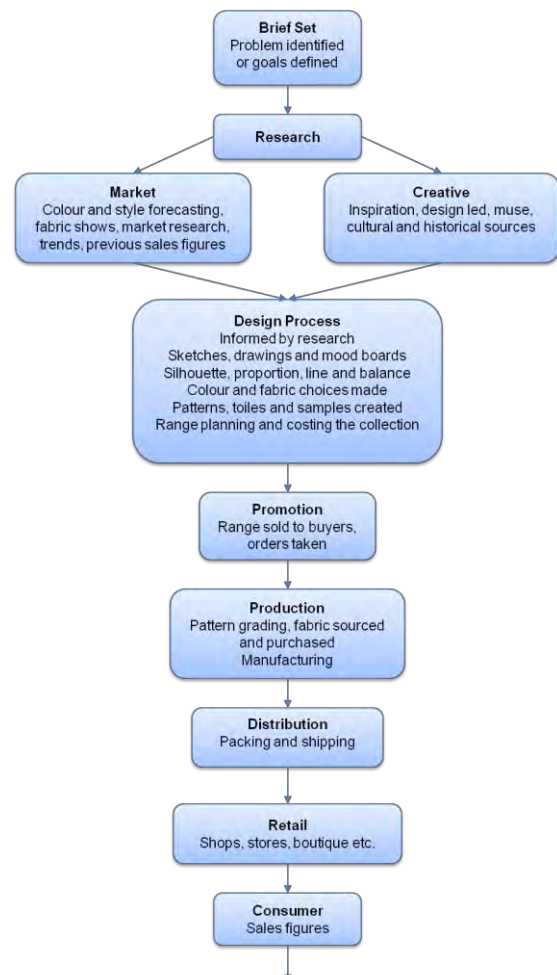 Brief Set
Problem identified
or goals defined
Research
Market
Colour and style forecasting,
fabric shows, market research,
trends, previous sales figures
Creative
Inspiration, design led, muse,
cultural and historical sources
Design Process
Informed by research
Sketches, drawings and mood boards
Silhouette, proportion, line and balance
Colour and fabric choices made
Patterns, toiles and samples created
Range planning and costing the collection
Promotion
Range sold to buyers,
orders taken
Production
Pattern grading, fabric sourced
and purchased
Manufacturing
Distribution
Packing and shipping
Retail
Shops, stores, boutique etc.
Consumer
Sales figures